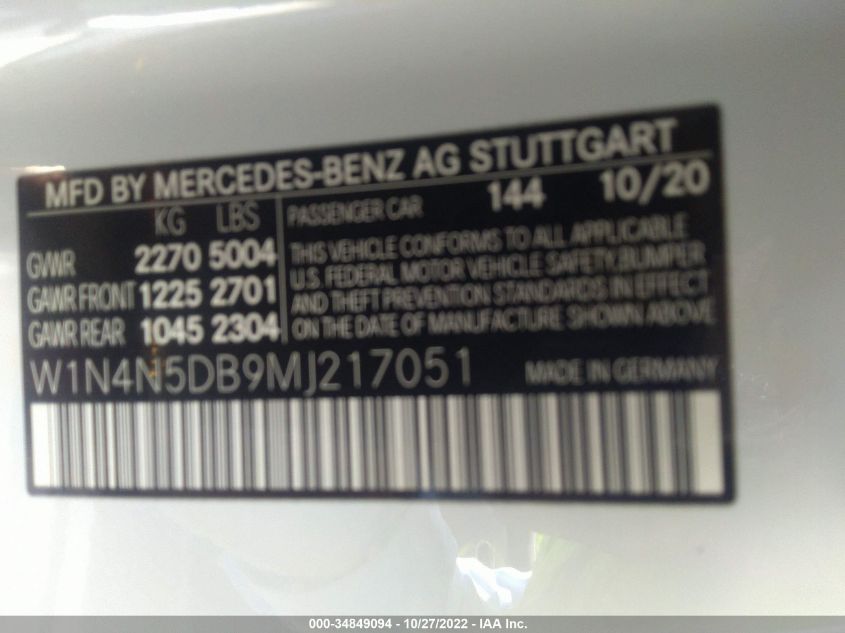 MFD BY MERCEDES-BENZ AG STUTTGART
KG LBS PASSENGER CAR 144 10/20
GVWR 2270 5004 THIS VEHICLE CONFORMS TO ALL APPLICABLE
U.S. FEDERAL MOTOR VEHICLE SAFETY, BUMPER
GAWR FRONT 1225 2701 AND THEFT PREVENTION STANDARDS IN EFFECT
GAWR REAR 1045 2304 ON THE DATE OF MANUFACTURE SHOWN ABOVE
W1N4N5DB9MJ217051 MADE IN GERMANY
000-34849094 - 10/27/2022 - IAA Inc.